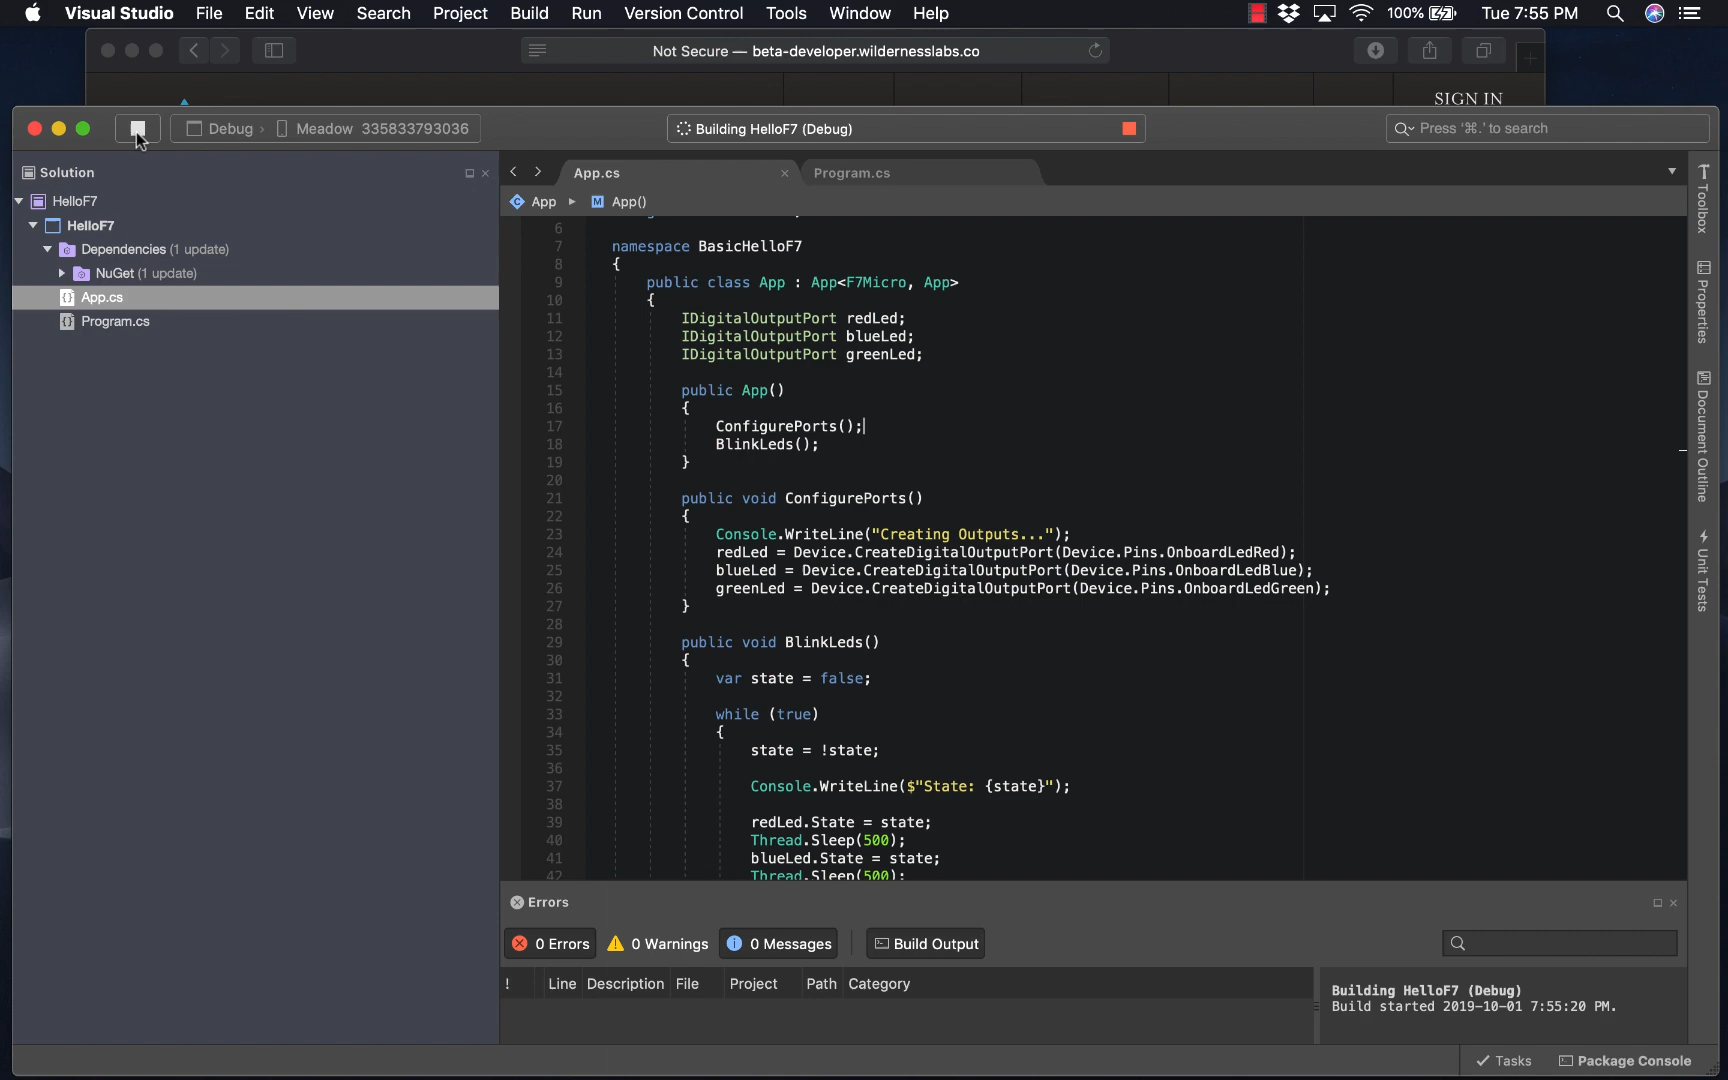 Visual Studio File Edit View Search Project Build Run Version Control Tools Window Help 100% Tue 7:55 PM
Not Secure — beta-developer.wildernesslabs.co
SIGN IN
Debug › Meadow 335833793036
Building HelloF7 (Debug)
Press '⌘.' to search
Solution
HelloF7
HelloF7
Dependencies (1 update)
NuGet (1 update)
App.cs
Program.cs
App.cs
Program.cs
App ▸ App()
6
7 namespace BasicHelloF7
8 {
9 public class App : App<F7Micro, App>
10 {
11 IDigitalOutputPort redLed;
12 IDigitalOutputPort blueLed;
13 IDigitalOutputPort greenLed;
14
15 public App()
16 {
17 ConfigurePorts();
18 BlinkLeds();
19 }
20
21 public void ConfigurePorts()
22 {
23 Console.WriteLine("Creating Outputs...");
24 redLed = Device.CreateDigitalOutputPort(Device.Pins.OnboardLedRed);
25 blueLed = Device.CreateDigitalOutputPort(Device.Pins.OnboardLedBlue);
26 greenLed = Device.CreateDigitalOutputPort(Device.Pins.OnboardLedGreen);
27 }
28
29 public void BlinkLeds()
30 {
31 var state = false;
32
33 while (true)
34 {
35 state = !state;
36
37 Console.WriteLine($"State: {state}");
38
39 redLed.State = state;
40 Thread.Sleep(500);
41 blueLed.State = state;
42 Thread.Sleep(500);
Toolbox
Properties
Document Outline
Unit Tests
Errors
0 Errors 0 Warnings 0 Messages Build Output
! Line Description File Project Path Category
Building HelloF7 (Debug)
Build started 2019-10-01 7:55:20 PM.
Tasks Package Console